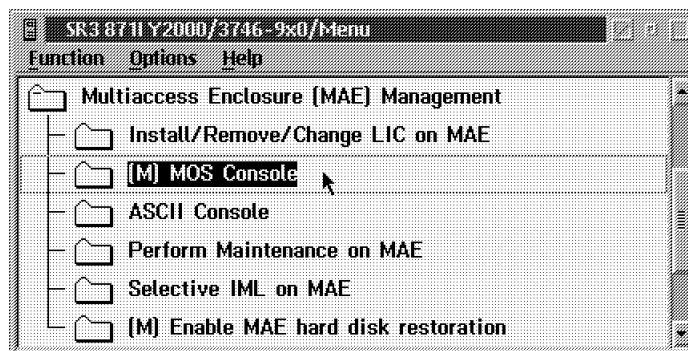 SR3 871I Y2000/3746-9x0/Menu
Function Options Help
Multiaccess Enclosure (MAE) Management
Install/Remove/Change LIC on MAE
(M) MOS Console
ASCII Console
Perform Maintenance on MAE
Selective IML on MAE
(M) Enable MAE hard disk restoration